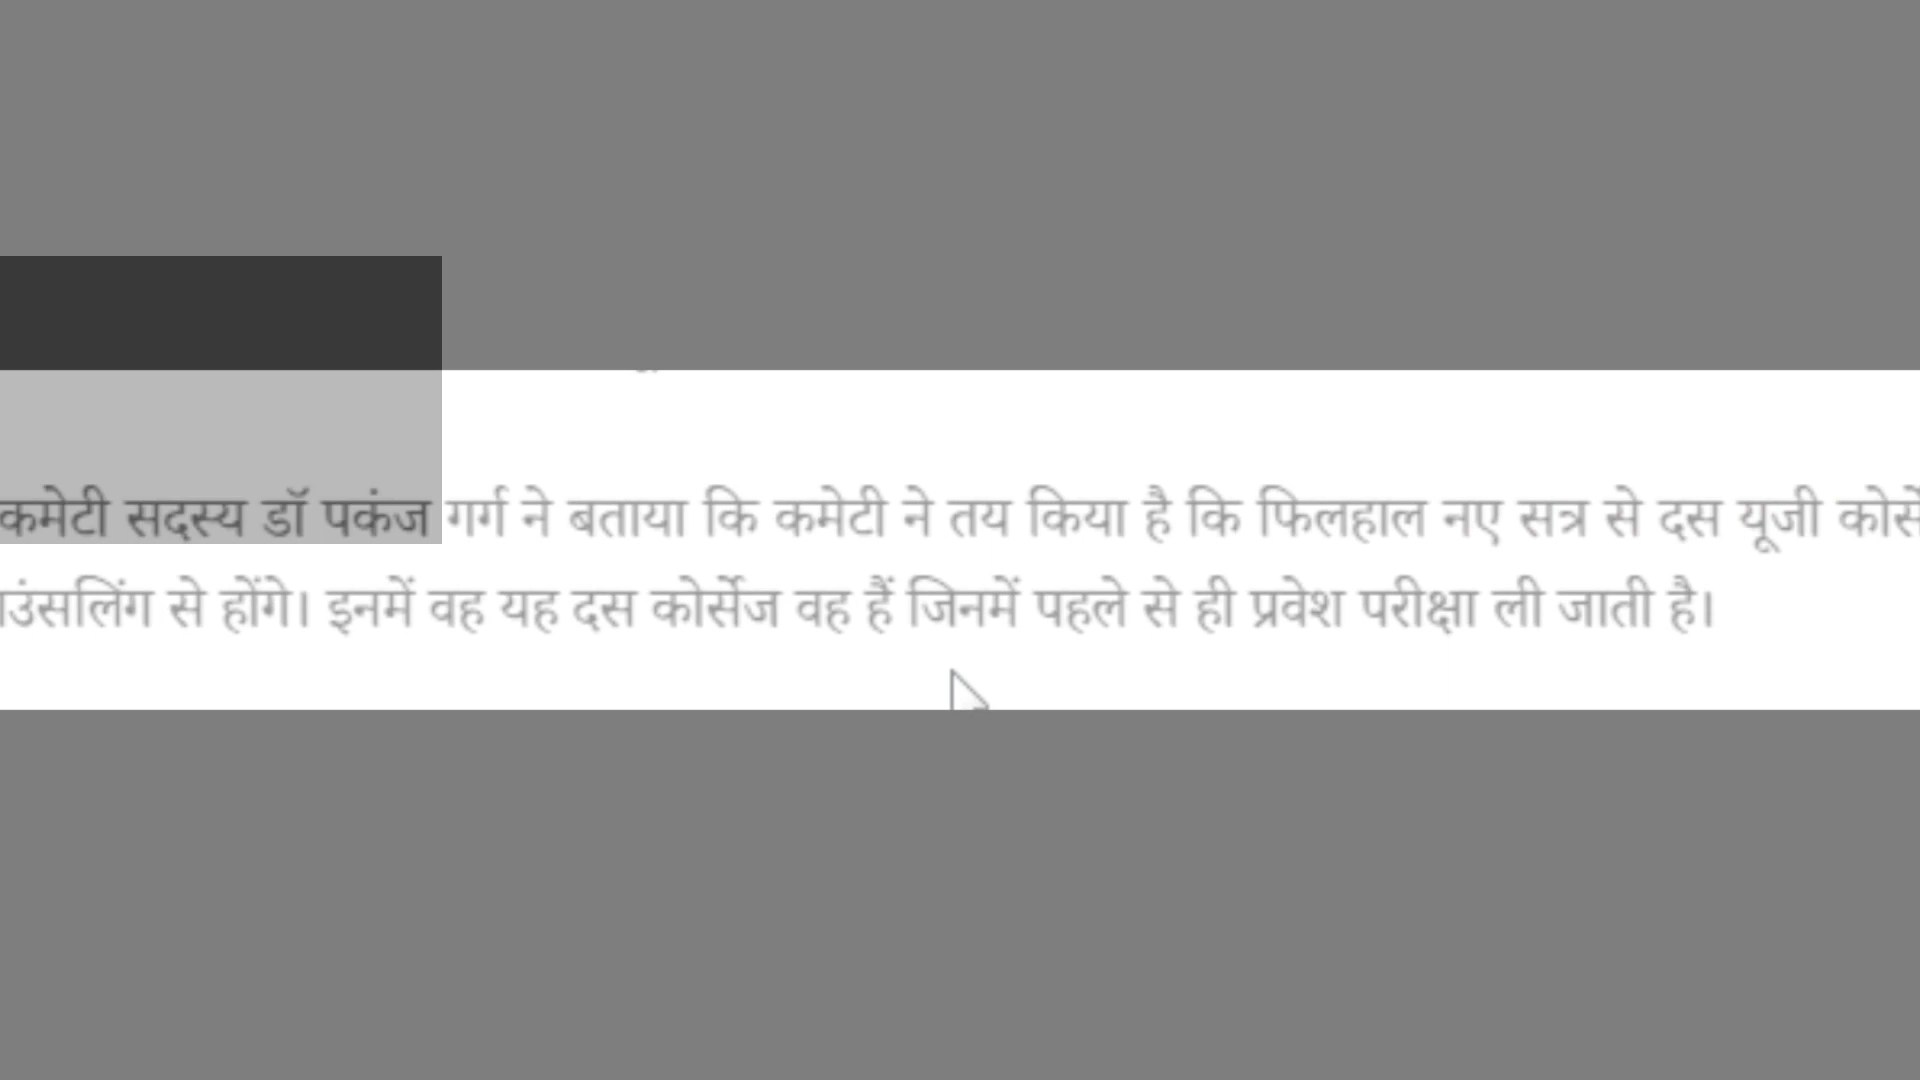 कमेटी सदस्य डॉ पकंज गर्ग ने बताया कि कमेटी ने तय किया है कि फिलहाल नए सत्र से दस यूजी
से होंगे। इनमें वह यह दस कोर्सेज वह हैं जिनमें पहले से ही प्रवेश परीक्षा ली जाती है।